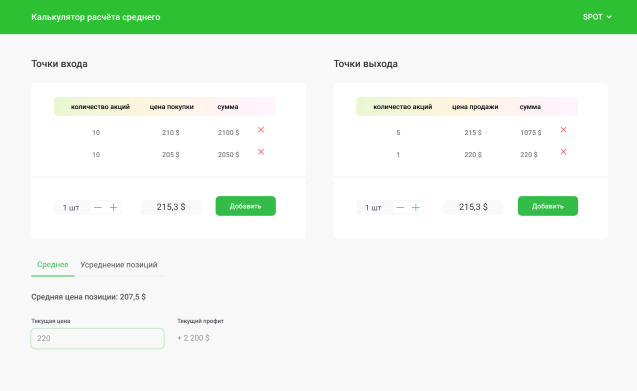 Калькулятор расчёта среднего
SPOT
Точки входа
количество акций цена покупки сумма
10 210 $ 2100 $
10 205 $ 2050 $
1 шт 215,3 $ Добавить
Точки выхода
количество акций цена продажи сумма
5 215 $ 1075 $
1 220 $ 220 $
1 шт 215,3 $ Добавить
Среднее Усреднение позиций
Средняя цена позиции: 207,5 $
Текущая цена
220
Текущий профит
+ 2 200 $